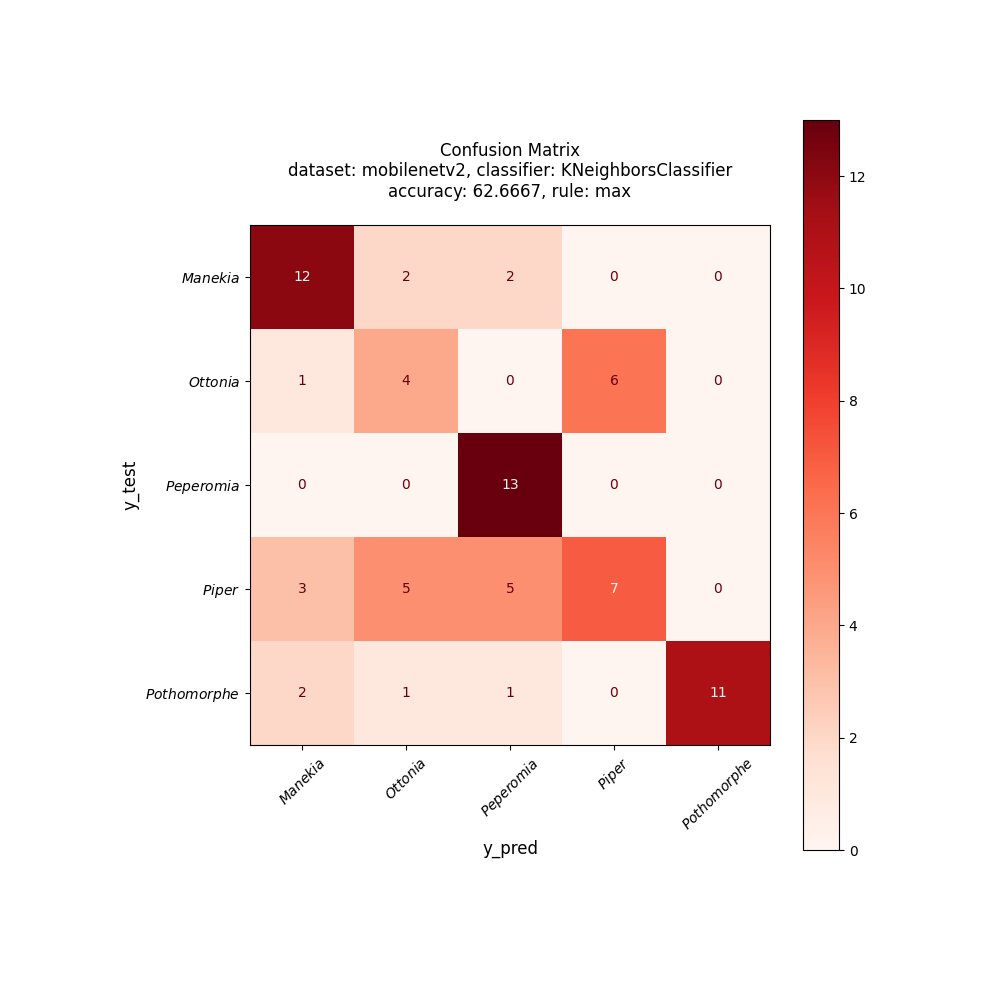 Confusion Matrix
dataset: mobilenetv2, classifier: KNeighborsClassifier
accuracy: 62.6667, rule: max
Manekia 12 2 2 0 0
Ottonia 1 4 0 6 0
Peperomia 0 0 13 0 0
Piper 3 5 5 7 0
Pothomorphe 2 1 1 0 11
Manekia Ottonia Peperomia Piper Pothomorphe
y_pred
y_test
12
10
8
6
4
2
0